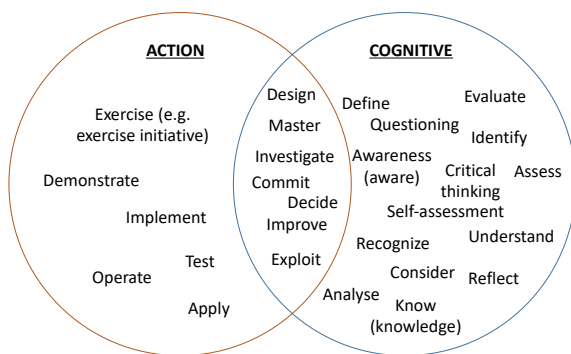 ACTION
COGNITIVE
Exercise (e.g.
exercise initiative)
Demonstrate
Implement
Test
Operate
Apply
Design
Master
Investigate
Commit
Decide
Improve
Exploit
Define
Evaluate
Questioning
Identify
Awareness
(aware)
Critical
thinking
Assess
Self-assessment
Recognize
Understand
Consider
Reflect
Analyse
Know
(knowledge)